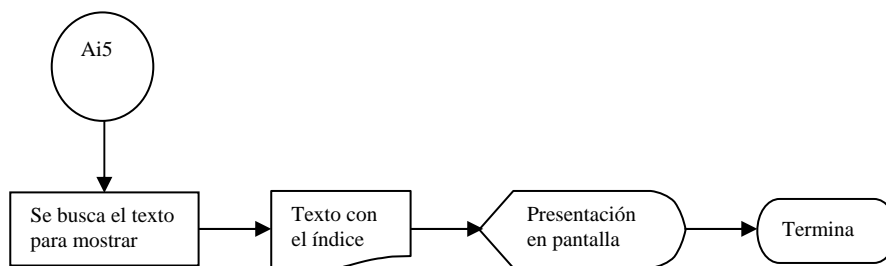 Ai5
Se busca el texto
para mostrar
Texto con
el índice
Presentación
en pantalla
Termina